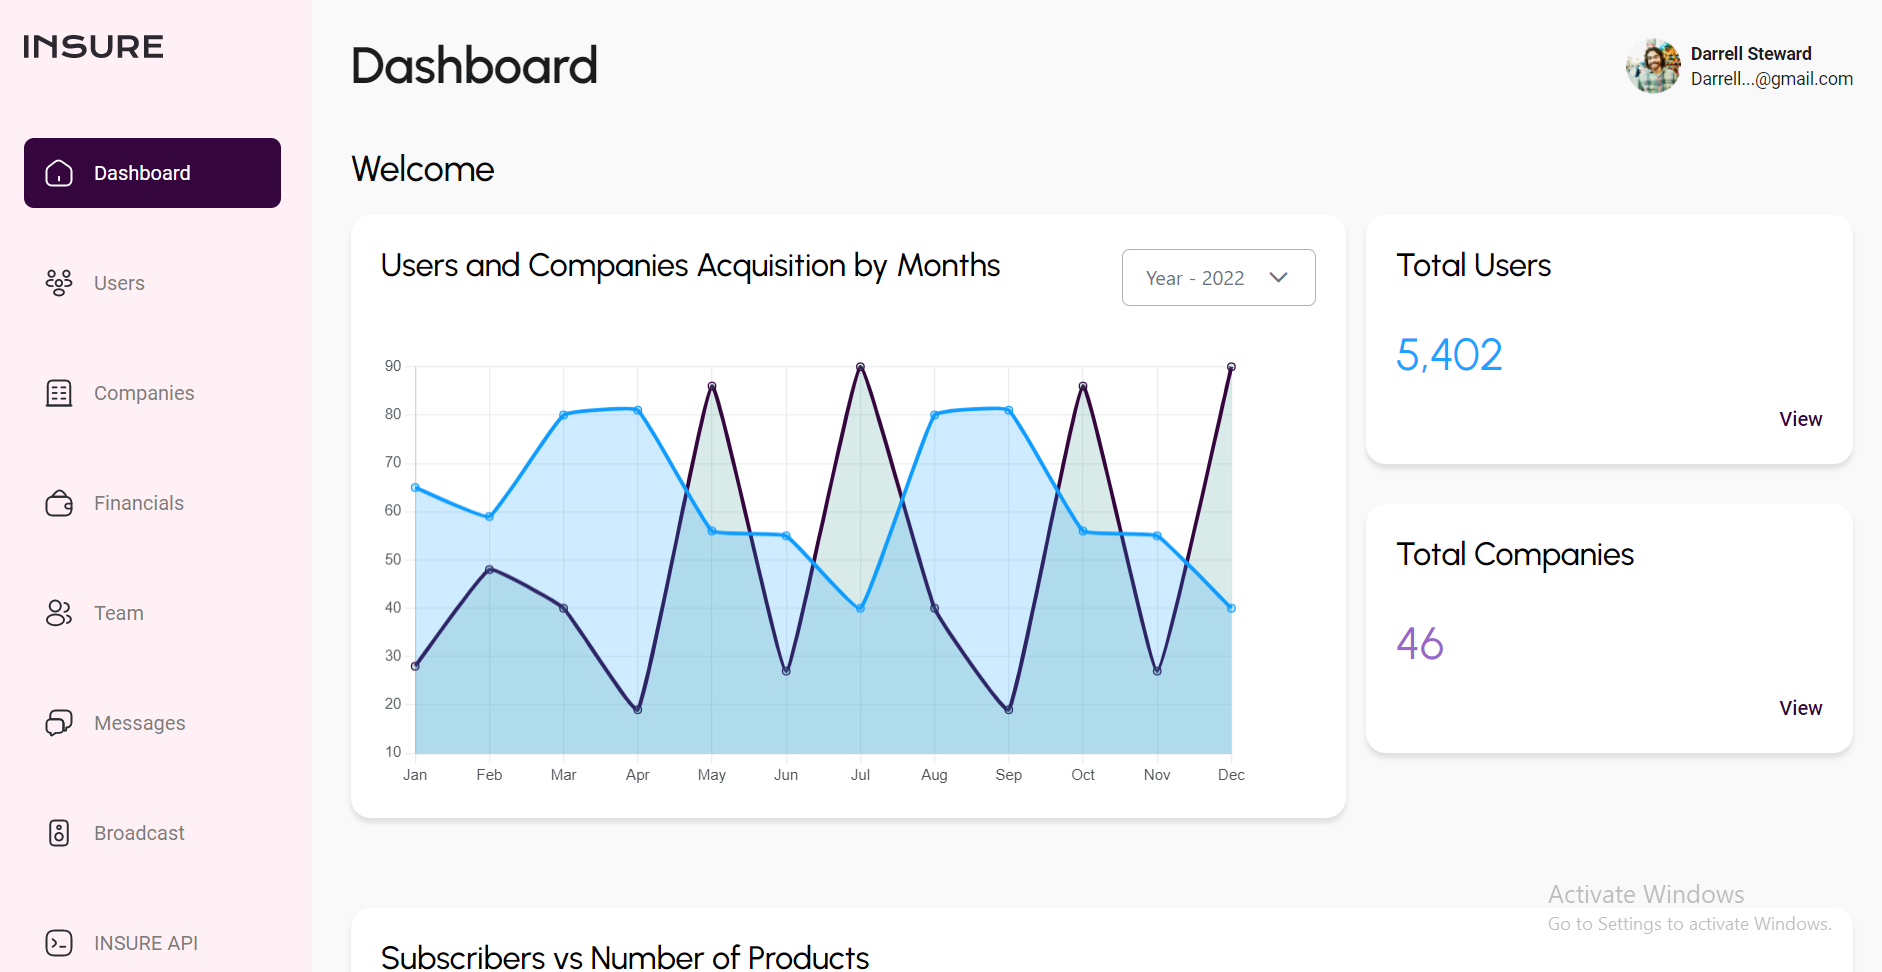 INSURE
Dashboard
Users
Companies
Financials
Team
Messages
Broadcast
INSURE API
Dashboard
Darrell Steward
Darrell...@gmail.com
Welcome
Users and Companies Acquisition by Months
Year - 2022
90
80
70
60
50
40
30
20
10
Jan Feb Mar Apr May Jun Jul Aug Sep Oct Nov Dec
Total Users
5,402
View
Total Companies
46
View
Subscribers vs Number of Products
Activate Windows
Go to Settings to activate Windows.